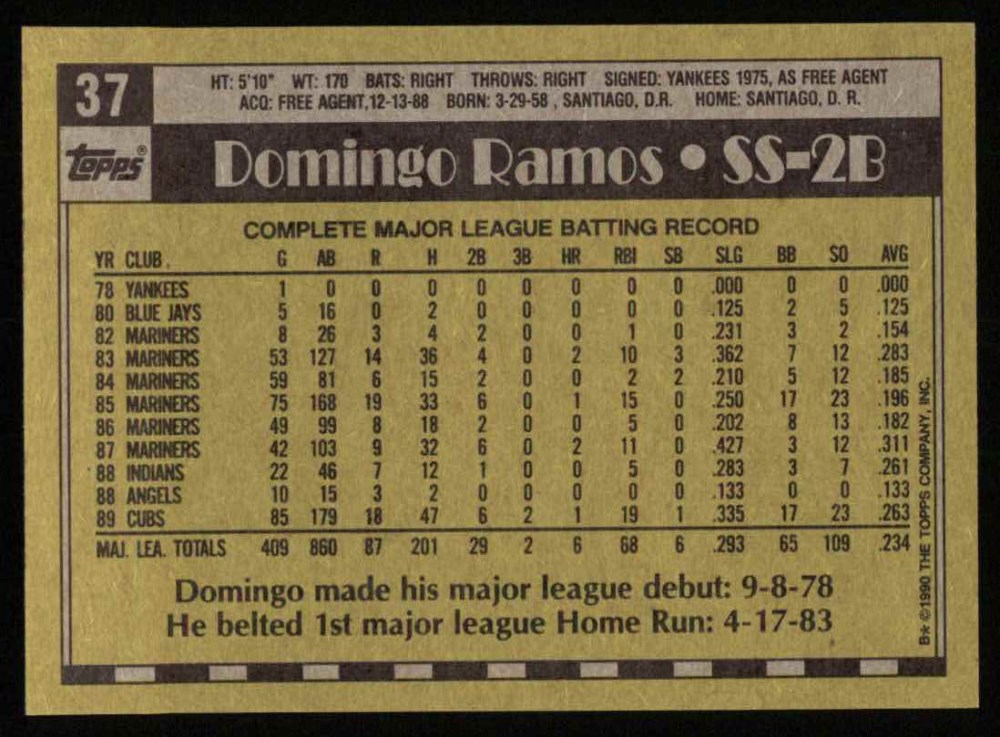 37
HT: 5'10" WT: 170 BATS: RIGHT THROWS: RIGHT SIGNED: YANKEES 1975, AS FREE AGENT
ACQ: FREE AGENT,12-13-88 BORN: 3-29-58 , SANTIAGO, D.R. HOME: SANTIAGO, D. R.
topps®
Domingo Ramos • SS-2B
COMPLETE MAJOR LEAGUE BATTING RECORD
YR CLUB. G AB R H 2B 3B HR RBI SB SLG BB SO AVG
78 YANKEES 1 0 0 0 0 0 0 0 0 .000 0 0 .000
80 BLUE JAYS 5 16 0 2 0 0 0 0 0 .125 2 5 .125
82 MARINERS 8 26 3 4 2 0 0 1 0 .231 3 2 .154
83 MARINERS 53 127 14 36 4 0 2 10 3 .362 7 12 .283
84 MARINERS 59 81 6 15 2 0 0 2 2 .210 5 12 .185
85 MARINERS 75 168 19 33 6 0 1 15 0 .250 17 23 .196
86 MARINERS 49 99 8 18 2 0 0 5 0 .202 8 13 .182
87 MARINERS 42 103 9 32 6 0 2 11 0 .427 3 12 .311
88 INDIANS 22 46 7 12 1 0 0 5 0 .283 3 7 .261
88 ANGELS 10 15 3 2 0 0 0 0 0 .133 0 0 .133
89 CUBS 85 179 18 47 6 2 1 19 1 .335 17 23 .263
MAJ. LEA. TOTALS 409 860 87 201 29 2 6 68 6 .293 65 109 .234
Domingo made his major league debut: 9-8-78
He belted 1st major league Home Run: 4-17-83
B* ©1990 THE TOPPS COMPANY, INC.